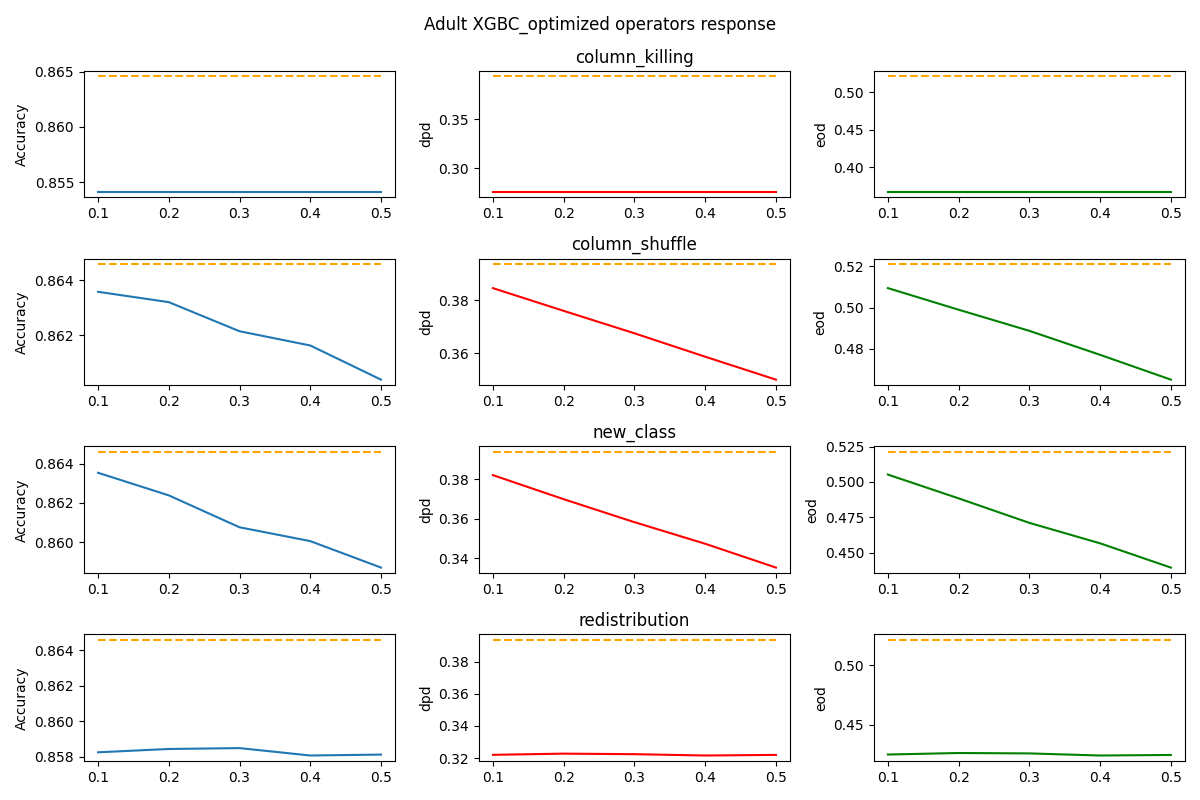 Adult XGBC_optimized operators response
column_killing
0.865
0.860
0.855
Accuracy
0.1 0.2 0.3 0.4 0.5
0.35
0.30
dpd
0.1 0.2 0.3 0.4 0.5
0.50
0.45
0.40
eod
0.1 0.2 0.3 0.4 0.5
column_shuffle
0.864
0.862
Accuracy
0.1 0.2 0.3 0.4 0.5
0.38
0.36
dpd
0.1 0.2 0.3 0.4 0.5
0.52
0.50
0.48
eod
0.1 0.2 0.3 0.4 0.5
new_class
0.864
0.862
0.860
Accuracy
0.1 0.2 0.3 0.4 0.5
0.38
0.36
0.34
dpd
0.1 0.2 0.3 0.4 0.5
0.525
0.500
0.475
0.450
eod
0.1 0.2 0.3 0.4 0.5
redistribution
0.864
0.862
0.860
0.858
Accuracy
0.1 0.2 0.3 0.4 0.5
0.38
0.36
0.34
0.32
dpd
0.1 0.2 0.3 0.4 0.5
0.50
0.45
eod
0.1 0.2 0.3 0.4 0.5